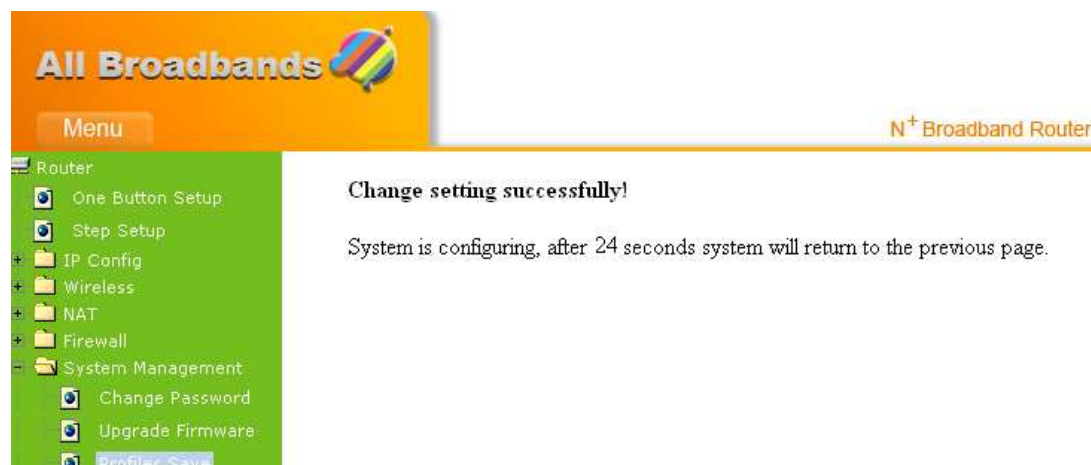 All Broadbands
Menu
N+ Broadband Router
Router
One Button Setup
Step Setup
IP Config
Wireless
NAT
Firewall
System Management
Change Password
Upgrade Firmware
Profiles Save
Change setting successfully!
System is configuring, after 24 seconds system will return to the previous page.